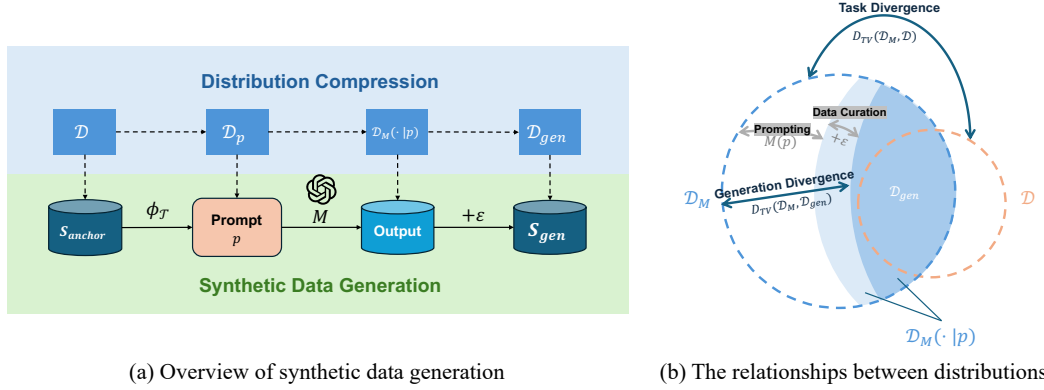 Distribution Compression
𝒟
𝒟_p
𝒟_M(· |p)
𝒟_gen
ϕ_𝒯
M
+ε
S_anchor
Prompt
p
Output
S_gen
Synthetic Data Generation
(a) Overview of synthetic data generation
Task Divergence
D_TV(𝒟_M, 𝒟)
Data Curation
+ε
Prompting
M(p)
Generation Divergence
D_TV(𝒟_M, 𝒟_gen)
𝒟_M
𝒟_gen
𝒟
𝒟_M(· |p)
(b) The relationships between distributions